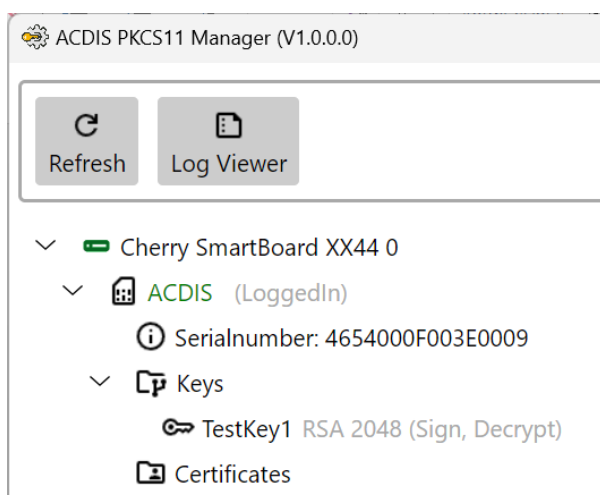 ACDIS PKCS11 Manager (V1.0.0.0)
Refresh
Log Viewer
Cherry SmartBoard XX44 0
ACDIS (LoggedIn)
Serialnumber: 4654000F003E0009
Keys
TestKey1 RSA 2048 (Sign, Decrypt)
Certificates